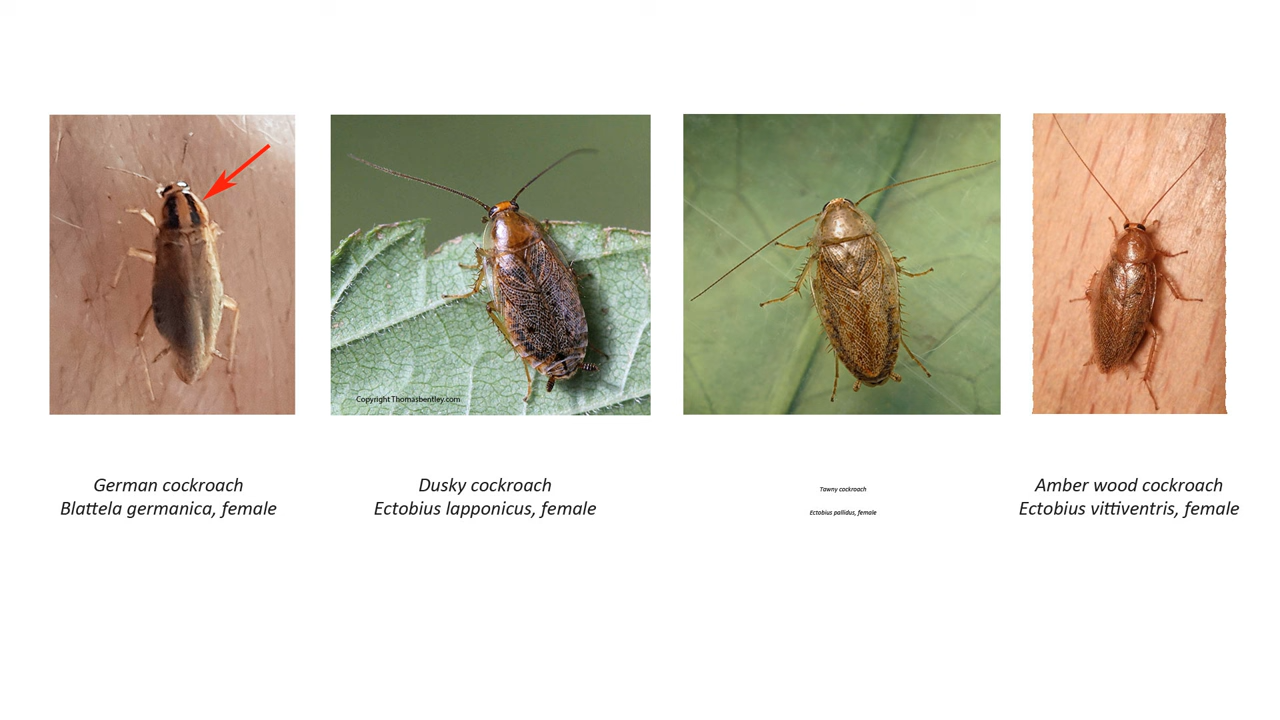 Copyright Thomasbentley.com
German cockroach
Blattela germanica, female
Dusky cockroach
Ectobius lapponicus, female
Tawny cockroach
Ectobius pallidus, female
Amber wood cockroach
Ectobius vittiventris, female